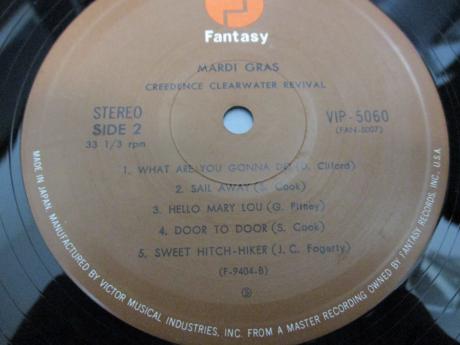 Fantasy
MARDI GRAS
CREEDENCE CLEARWATER REVIVAL
STEREO
SIDE 2
33 1/3 rpm
VIP-5060
(FAN-5007)
1. WHAT ARE YOU GONNA DO (D. Cliford)
2. SAIL AWAY (S. Cook)
3. HELLO MARY LOU (G. Pitney)
4. DOOR TO DOOR (S. Cook)
5. SWEET HITCH-HIKER (J. C. Fogerty)
(F-9404-B)
MADE IN JAPAN. MANUFACTURED BY VICTOR MUSICAL INDUSTRIES, INC. FROM A MASTER RECORDING OWNED BY FANTASY RECORDS, INC., U.S.A.